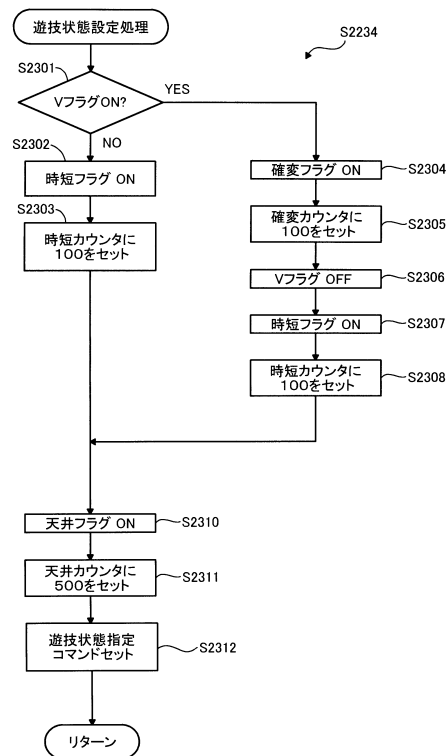 遊技状態設定処理
S2234
S2301
VフラグON?
YES
NO
S2302
時短フラグ ON
S2303
時短カウンタに
100をセット
確変フラグ ON
S2304
確変カウンタに
100をセット
S2305
Vフラグ OFF
S2306
時短フラグ ON
S2307
時短カウンタに
100をセット
S2308
天井フラグ ON
S2310
天井カウンタに
500をセット
S2311
遊技状態指定
コマンドセット
S2312
リターン